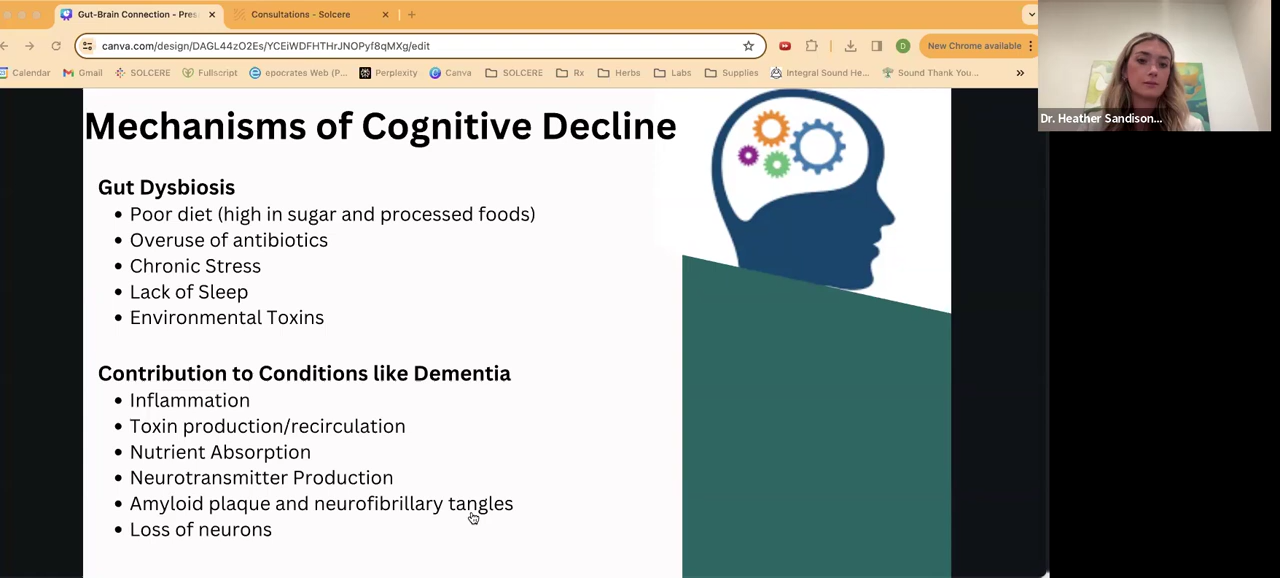 Gut-Brain Connection - Pres
Consultations - Solcere
canva.com/design/DAGL44zO2Es/YCEiWDFHTHrJNOPyf8qMXg/edit
D
New Chrome available
Calendar
Gmail
SOLCERE
Fullscript
epocrates Web (P...
Perplexity
Canva
SOLCERE
Rx
Herbs
Labs
Supplies
Integral Sound He...
Sound Thank You...
»
Dr. Heather Sandison...
Mechanisms of Cognitive Decline
Gut Dysbiosis
• Poor diet (high in sugar and processed foods)
• Overuse of antibiotics
• Chronic Stress
• Lack of Sleep
• Environmental Toxins
Contribution to Conditions like Dementia
• Inflammation
• Toxin production/recirculation
• Nutrient Absorption
• Neurotransmitter Production
• Amyloid plaque and neurofibrillary tangles
• Loss of neurons